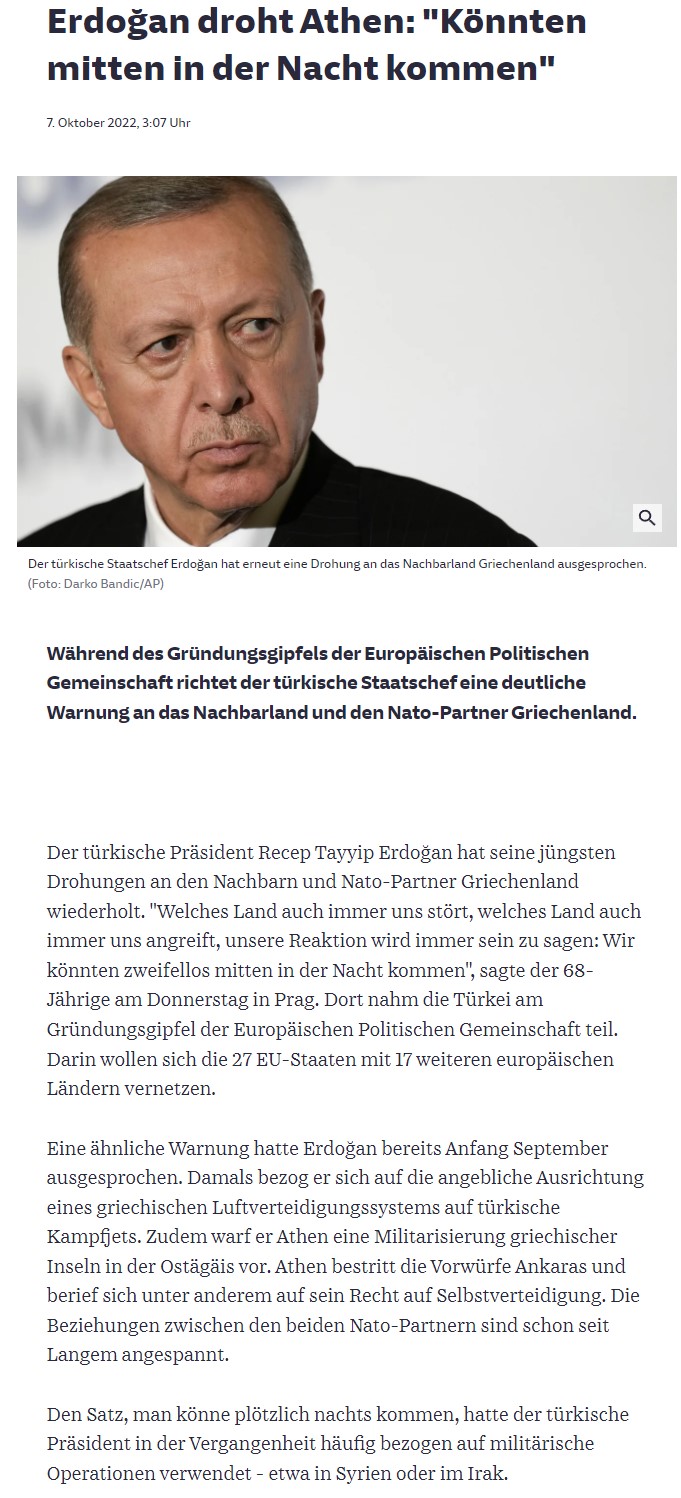 Erdoğan droht Athen: "Könnten
mitten in der Nacht kommen"
7. Oktober 2022, 3:07 Uhr
Der türkische Staatschef Erdoğan hat erneut eine Drohung an das Nachbarland Griechenland ausgesprochen.
(Foto: Darko Bandic/AP)
Während des Gründungsgipfels der Europäischen Politischen
Gemeinschaft richtet der türkische Staatschef eine deutliche
Warnung an das Nachbarland und den Nato-Partner Griechenland.
Der türkische Präsident Recep Tayyip Erdoğan hat seine jüngsten
Drohungen an den Nachbarn und Nato-Partner Griechenland
wiederholt. "Welches Land auch immer uns stört, welches Land auch
immer uns angreift, unsere Reaktion wird immer sein zu sagen: Wir
könnten zweifellos mitten in der Nacht kommen", sagte der 68-
Jährige am Donnerstag in Prag. Dort nahm die Türkei am
Gründungsgipfel der Europäischen Politischen Gemeinschaft teil.
Darin wollen sich die 27 EU-Staaten mit 17 weiteren europäischen
Ländern vernetzen.
Eine ähnliche Warnung hatte Erdoğan bereits Anfang September
ausgesprochen. Damals bezog er sich auf die angebliche Ausrichtung
eines griechischen Luftverteidigungssystems auf türkische
Kampfjets. Zudem warf er Athen eine Militarisierung griechischer
Inseln in der Ostägäis vor. Athen bestritt die Vorwürfe Ankaras und
berief sich unter anderem auf sein Recht auf Selbstverteidigung. Die
Beziehungen zwischen den beiden Nato-Partnern sind schon seit
Langem angespannt.
Den Satz, man könne plötzlich nachts kommen, hatte der türkische
Präsident in der Vergangenheit häufig bezogen auf militärische
Operationen verwendet - etwa in Syrien oder im Irak.